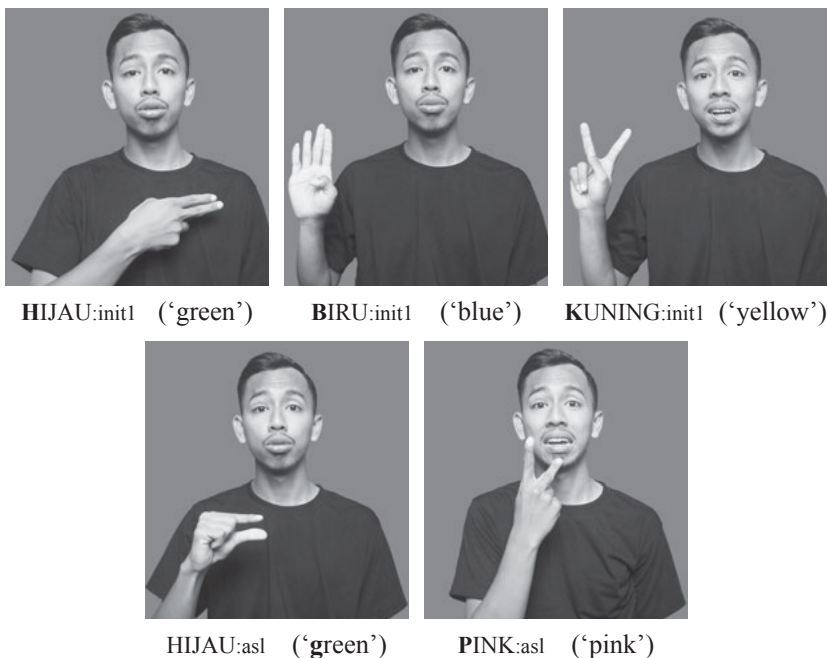 HIJAU:init1 (‘green’) BIRU:init1 (‘blue’) KUNING:init1 (‘yellow’)
HIJAU:asl (‘green’) PINK:asl (‘pink’)